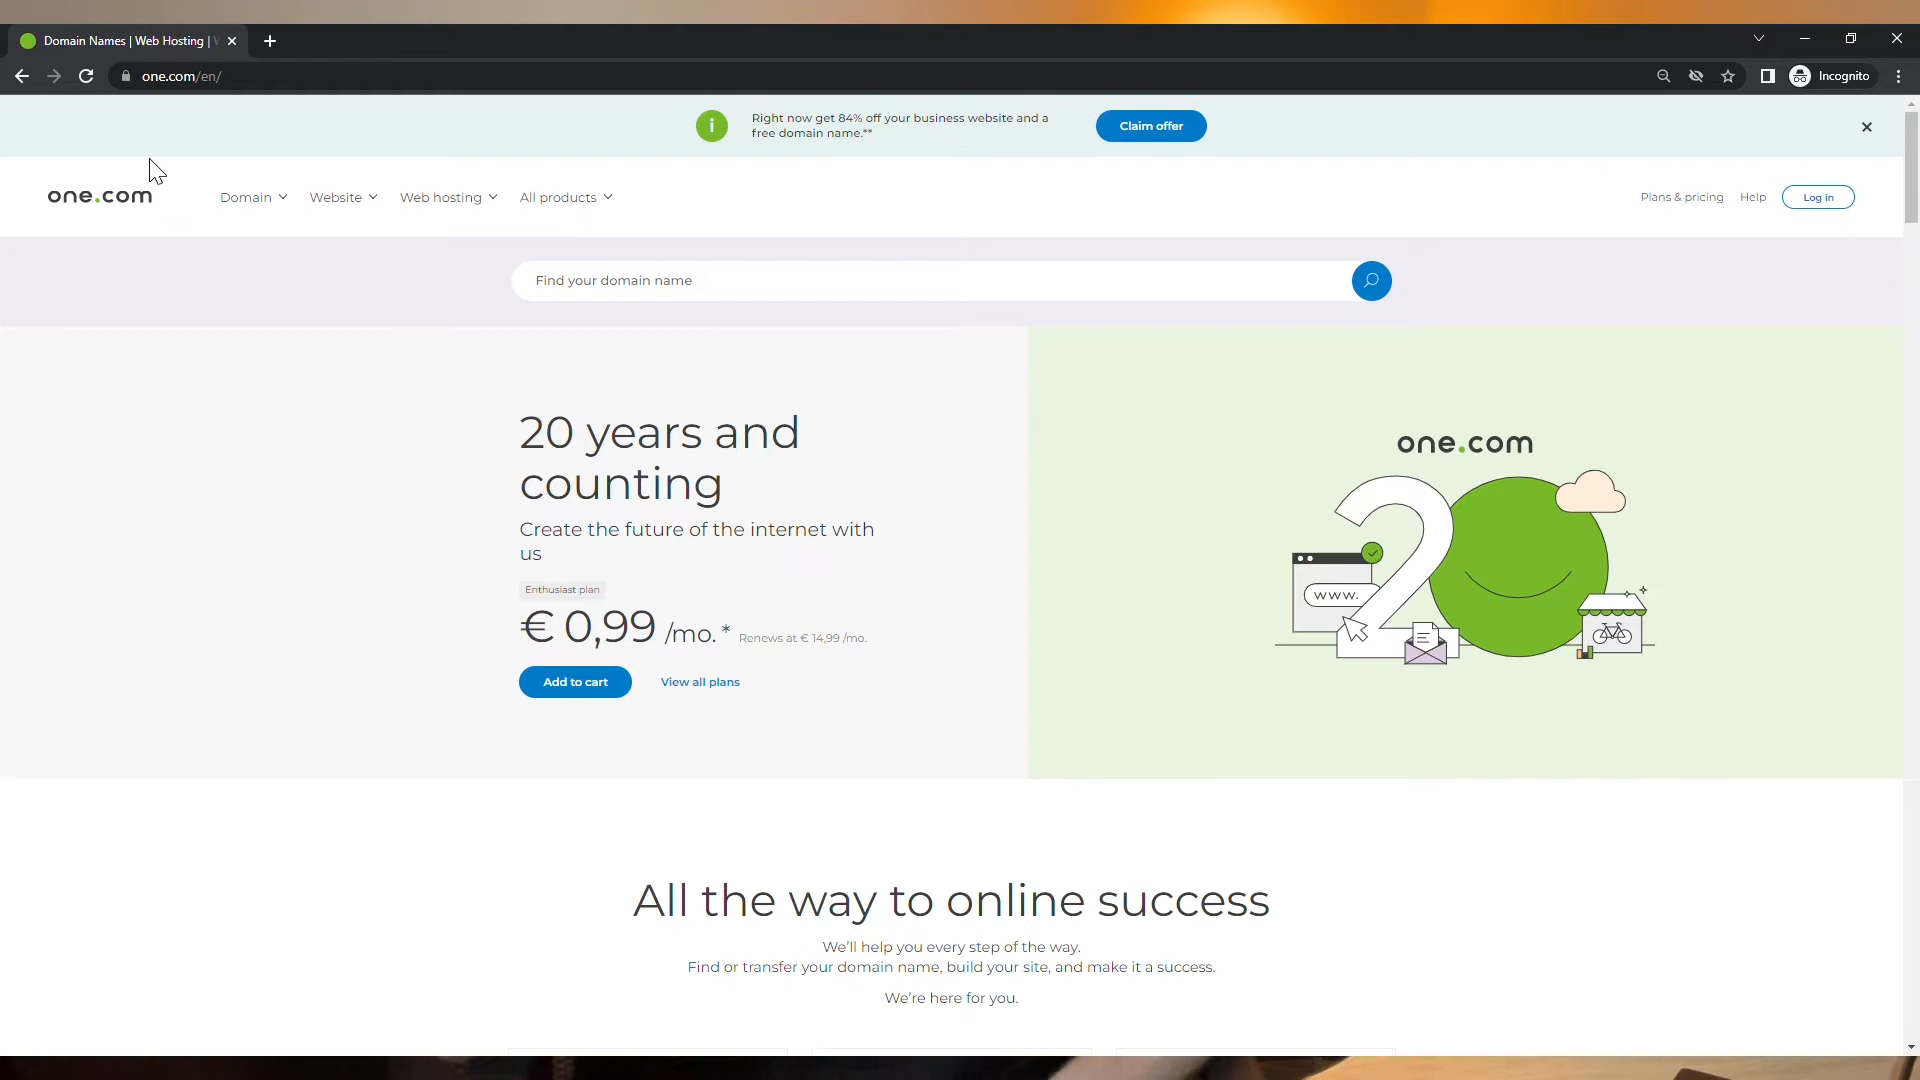 Domain Names | Web Hosting |
one.com/en/
Incognito
Right now get 84% off your business website and a
free domain name.**
Claim offer
one.com
Domain
Website
Web hosting
All products
Plans & pricing
Help
Log in
Find your domain name
20 years and
counting
Create the future of the internet with
us
Enthusiast plan
€ 0,99 /mo. * Renews at € 14,99 /mo.
Add to cart
View all plans
one.com
20
www.
All the way to online success
We'll help you every step of the way.
Find or transfer your domain name, build your site, and make it a success.
We're here for you.